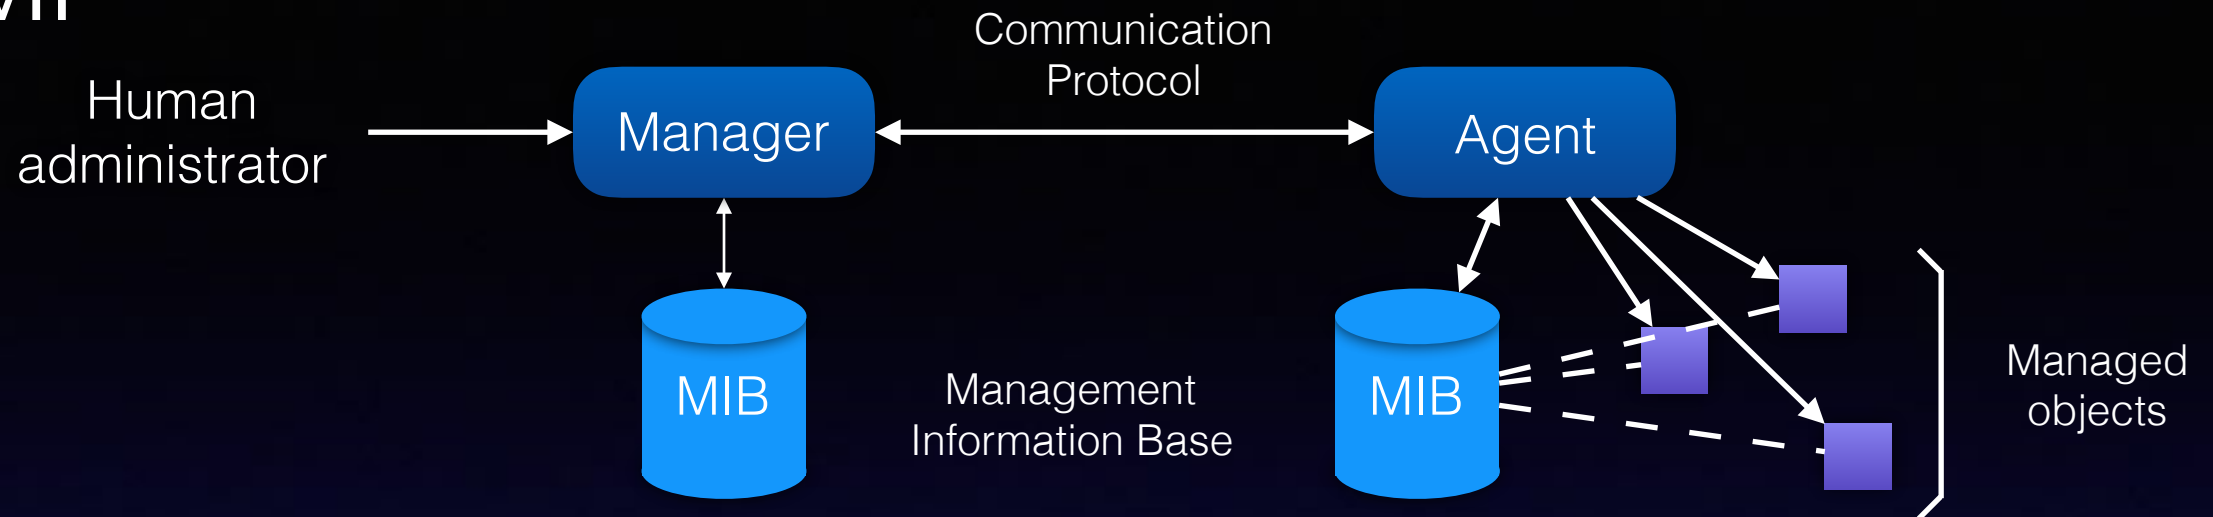 Human
administrator
Manager
Communication
Protocol
Agent
MIB
Management
Information Base
MIB
Managed
objects